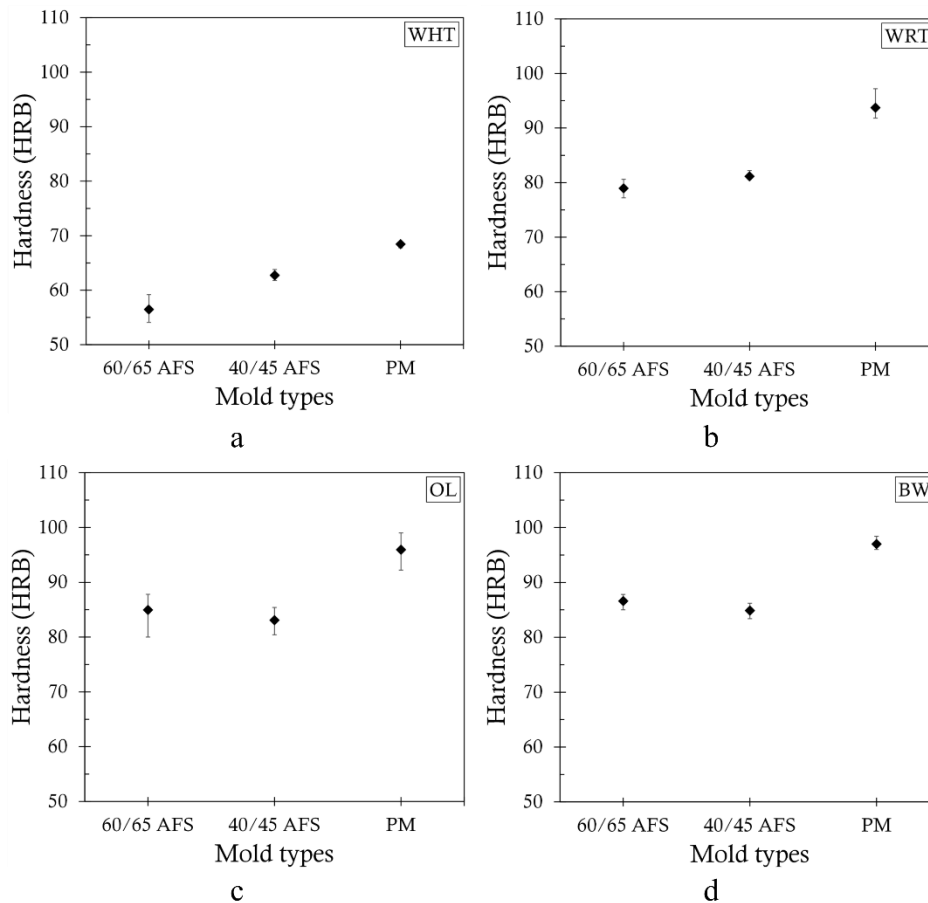 WHT
110
100
90
80
70
60
50
Hardness (HRB)
60/65 AFS 40/45 AFS PM
Mold types
a
WRT
110
100
90
80
70
60
50
Hardness (HRB)
60/65 AFS 40/45 AFS PM
Mold types
b
OL
110
100
90
80
70
60
50
Hardness (HRB)
60/65 AFS 40/45 AFS PM
Mold types
c
BW
110
100
90
80
70
60
50
Hardness (HRB)
60/65 AFS 40/45 AFS PM
Mold types
d